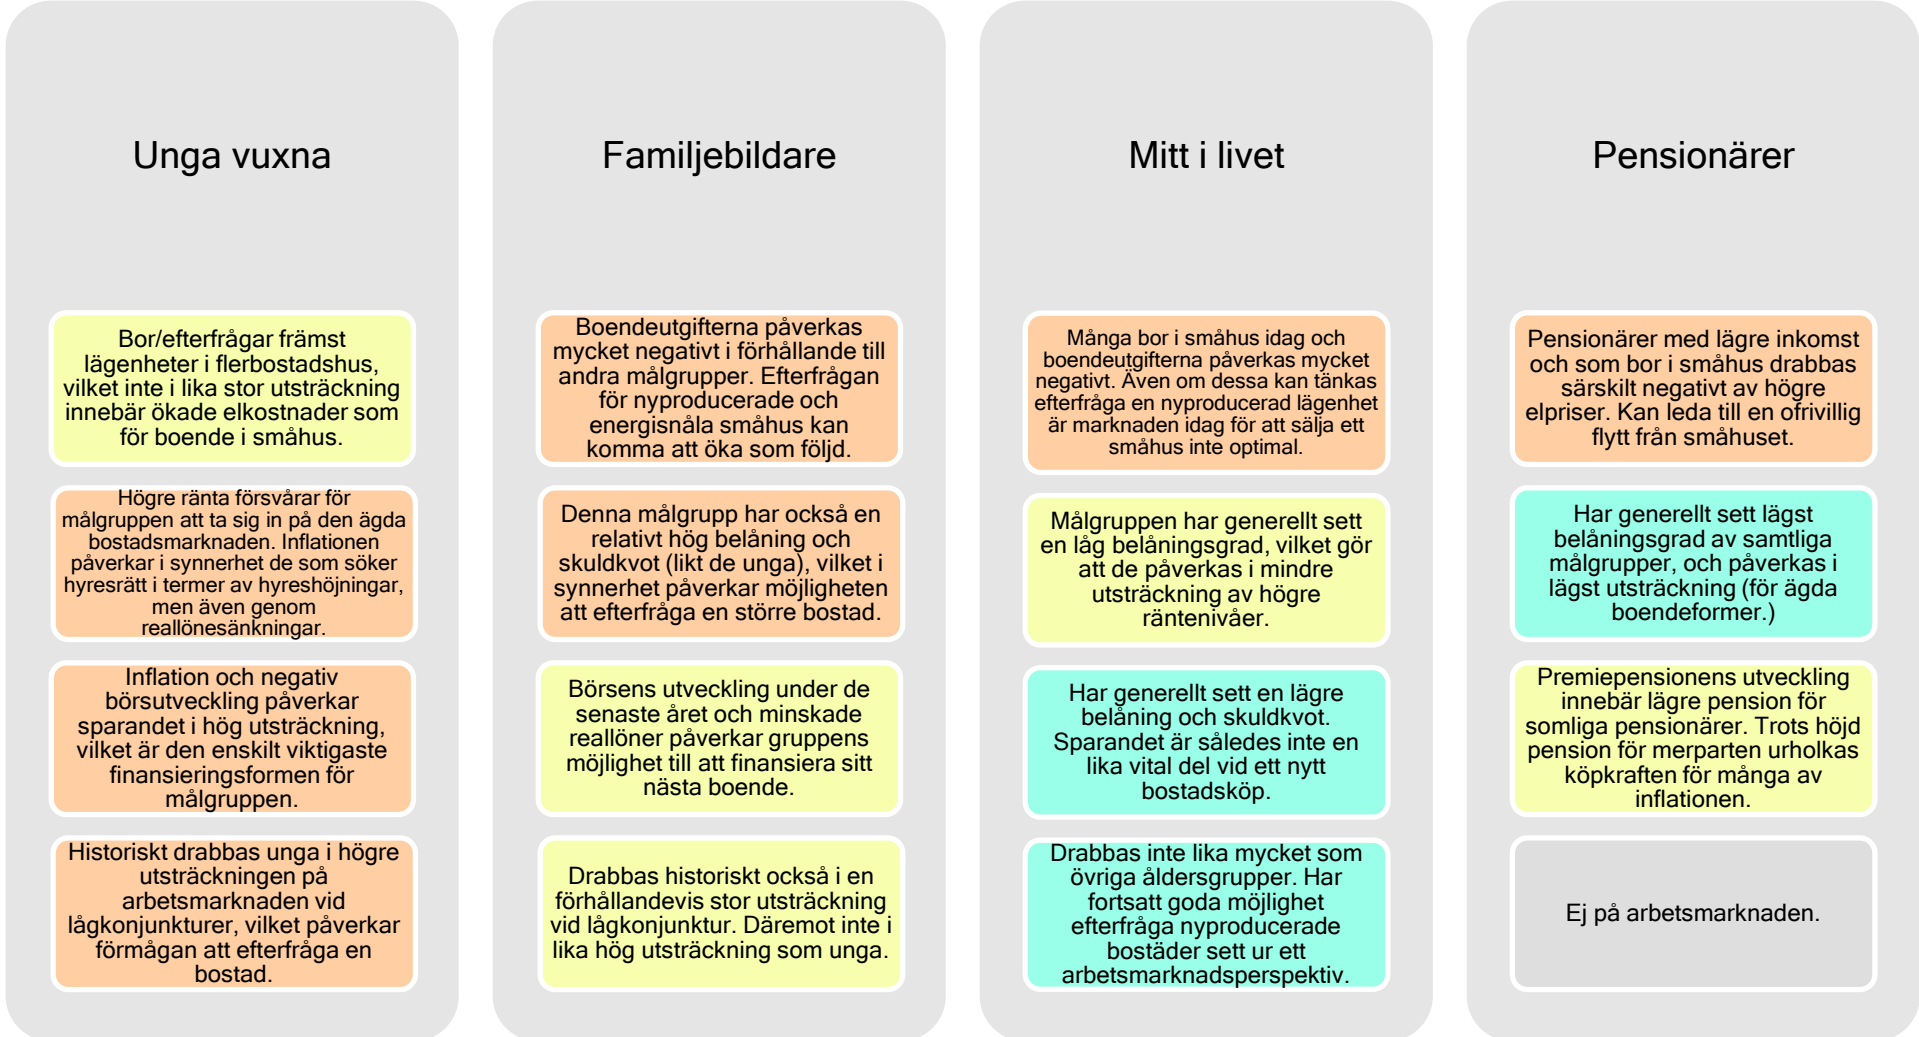 Unga vuxna
Bor/efterfrågar främst
lägenheter i flerbostadshus,
vilket inte i lika stor utsträckning
innebär ökade elkostnader som
för boende i småhus.
Högre ränta försvårar för
målgruppen att ta sig in på den ägda
bostadsmarknaden. Inflationen
påverkar i synnerhet de som söker
hyresrätt i termer av hyreshöjningar,
men även genom
reallönesänkningar.
Inflation och negativ
börsutveckling påverkar
sparandet i hög utsträckning,
vilket är den enskilt viktigaste
finansieringsformen för
målgruppen.
Historiskt drabbas unga i högre
utsträckningen på
arbetsmarknaden vid
lågkonjunkturer, vilket påverkar
förmågan att efterfråga en
bostad.
Familjebildare
Boendeutgifterna påverkas
mycket negativt i förhållande till
andra målgrupper. Efterfrågan
för nyproducerade och
energisnåla småhus kan
komma att öka som följd.
Denna målgrupp har också en
relativt hög belåning och
skuldkvot (likt de unga), vilket i
synnerhet påverkar möjligheten
att efterfråga en större bostad.
Börsens utveckling under de
senaste året och minskade
reallöner påverkar gruppens
möjlighet till att finansiera sitt
nästa boende.
Drabbas historiskt också i en
förhållandevis stor utsträckning
vid lågkonjunktur. Däremot inte i
lika hög utsträckning som unga.
Mitt i livet
Många bor i småhus idag och
boendeutgifterna påverkas mycket
negativt. Även om dessa kan tänkas
efterfråga en nyproducerad lägenhet
är marknaden idag för att sälja ett
småhus inte optimal.
Målgruppen har generellt sett
en låg belåningsgrad, vilket gör
att de påverkas i mindre
utsträckning av högre
räntenivåer.
Har generellt sett en lägre
belåning och skuldkvot.
Sparandet är således inte en
lika vital del vid ett nytt
bostadsköp.
Drabbas inte lika mycket som
övriga åldersgrupper. Har
fortsatt goda möjlighet
efterfråga nyproducerade
bostäder sett ur ett
arbetsmarknadsperspektiv.
Pensionärer
Pensionärer med lägre inkomst
och som bor i småhus drabbas
särskilt negativt av högre
elpriser. Kan leda till en ofrivillig
flytt från småhuset.
Har generellt sett lägst
belåningsgrad av samtliga
målgrupper, och påverkas i
lägst utsträckning (för ägda
boendeformer.)
Premiepensionens utveckling
innebär lägre pension för
somliga pensionärer. Trots höjd
pension för merparten urholkas
köpkraften för många av
inflationen.
Ej på arbetsmarknaden.